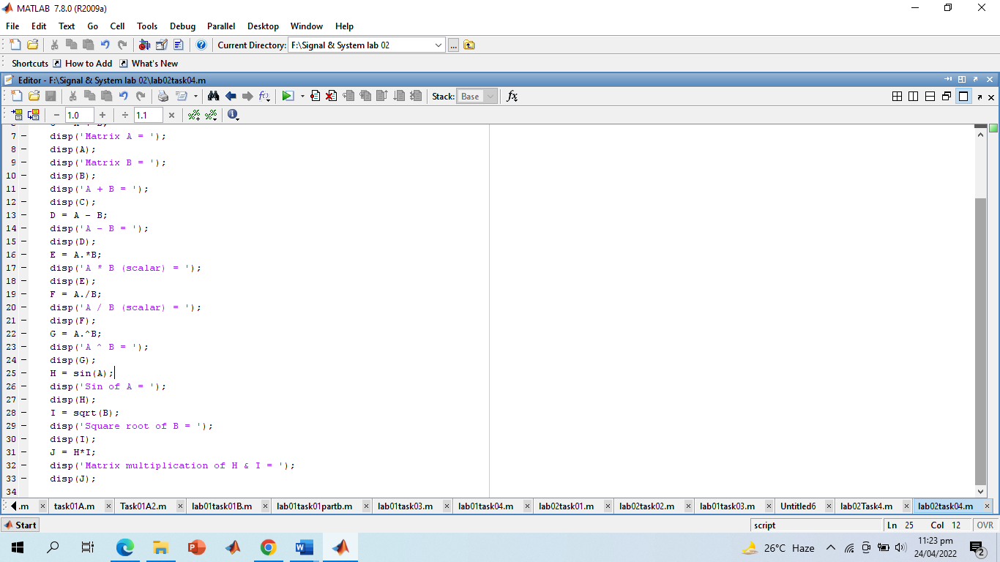 MATLAB 7.8.0 (R2009a)
File Edit Text Go Cell Tools Debug Parallel Desktop Window Help
Current Directory: F:\Signal & System lab 02 ...
Shortcuts How to Add What's New
Editor - F:\Signal & System lab 02\lab02task04.m
Stack: Base fx
− 1.0 + ÷ 1.1 ×
7 – disp('Matrix A = ');
8 – disp(A);
9 – disp('Matrix B = ');
10 – disp(B);
11 – disp('A + B = ');
12 – disp(C);
13 – D = A - B;
14 – disp('A - B = ');
15 – disp(D);
16 – E = A.*B;
17 – disp('A * B (scalar) = ');
18 – disp(E);
19 – F = A./B;
20 – disp('A / B (scalar) = ');
21 – disp(F);
22 – G = A.^B;
23 – disp('A ^ B = ');
24 – disp(G);
25 – H = sin(A);
26 – disp('Sin of A = ');
27 – disp(H);
28 – I = sqrt(B);
29 – disp('Square root of B = ');
30 – disp(I);
31 – J = H*I;
32 – disp('Matrix multiplication of H & I = ');
33 – disp(J);
34
.m task01A.m Task01A2.m lab01task01B.m lab01task01partb.m lab01task03.m lab01task04.m lab02task01.m lab02task02.m lab01task03.m Untitled6 lab02Task4.m lab02task04.m
Start script Ln 25 Col 12 OVR
26°C Haze 11:23 pm
24/04/2022 2